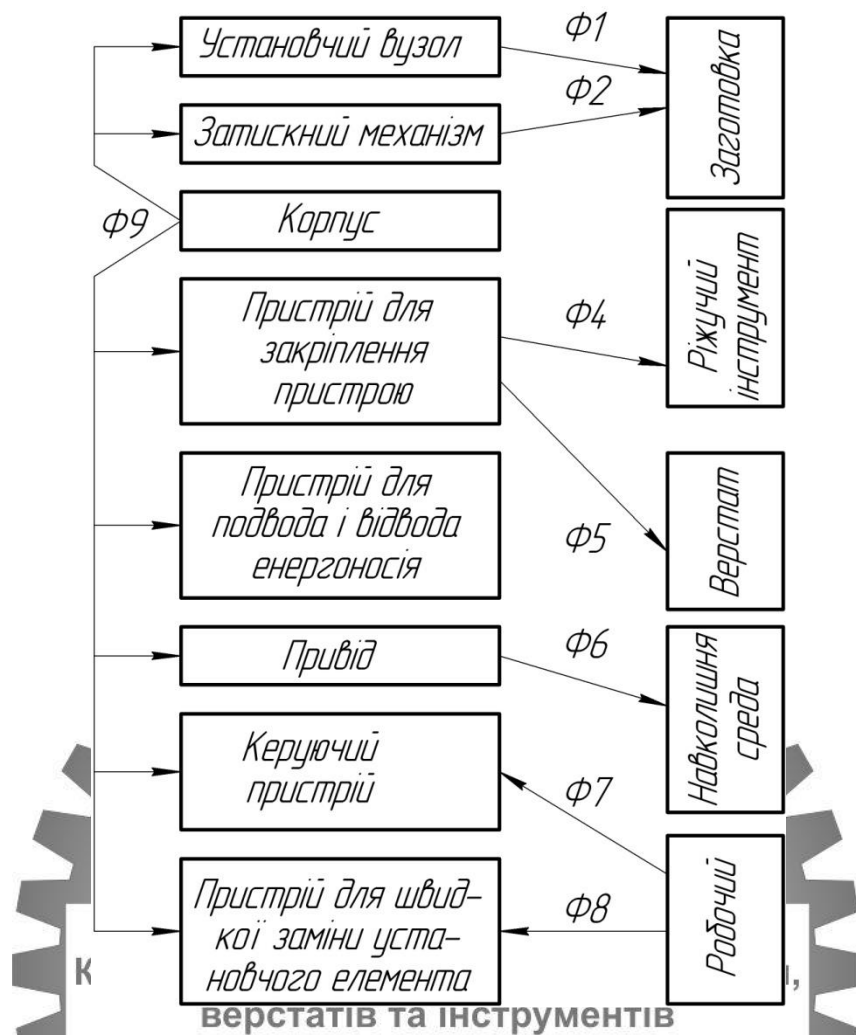 Установчий вузол
Ф1
Затискний механізм
Ф2
Заготовка
Ф9
Корпус
Пристрій для
закріплення
пристрою
Ф4
Ріжучий
інструмент
Пристрій для
подвода і відвода
енергоносія
Ф5
Верстат
Привід
Ф6
Навколишня
среда
Керуючий
пристрій
Ф7
Пристрій для швид-
кої заміни уста-
новчого елемента
Ф8
Робочий
верстатів та інструментів